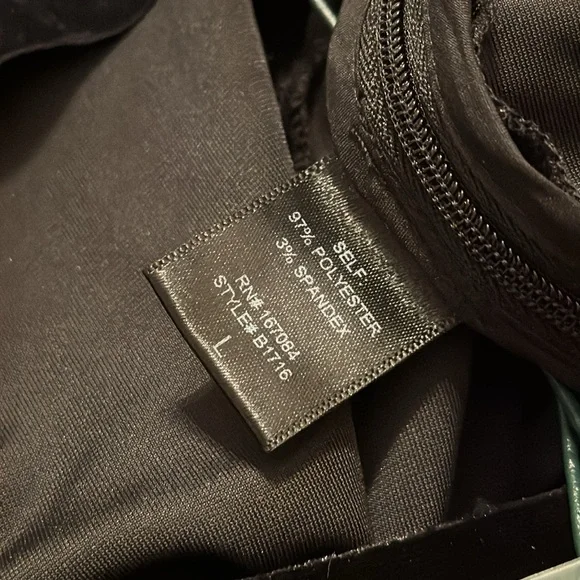 SELF
97% POLYESTER
3% SPANDEX
RN# 167084
STYLE# B1716
L